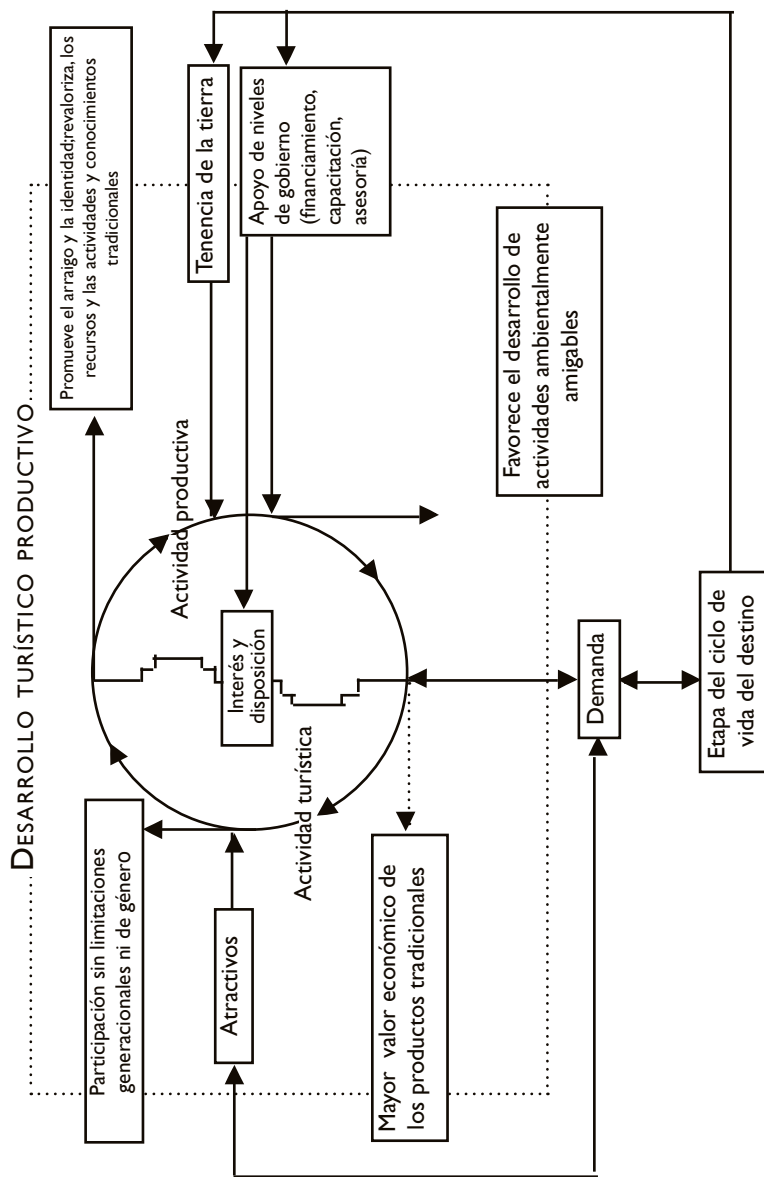 DESARROLLO TURÍSTICO PRODUCTIVO
Participación sin limitaciones
generacionales ni de género
Promueve el arraigo y la identidad;revaloriza,los
recursos y las actividades y conocimientos
tradicionales
Atractivos
Actividad turística
Interés y
disposición
Actividad productiva
Tenencia de la tierra
Apoyo de niveles
de gobierno
(financiamiento,
capacitación,
asesoría)
Mayor valor económico de
los productos tradicionales
Favorece el desarrollo de
actividades ambientalmente
amigables
Demanda
Etapa del ciclo de
vida del destino